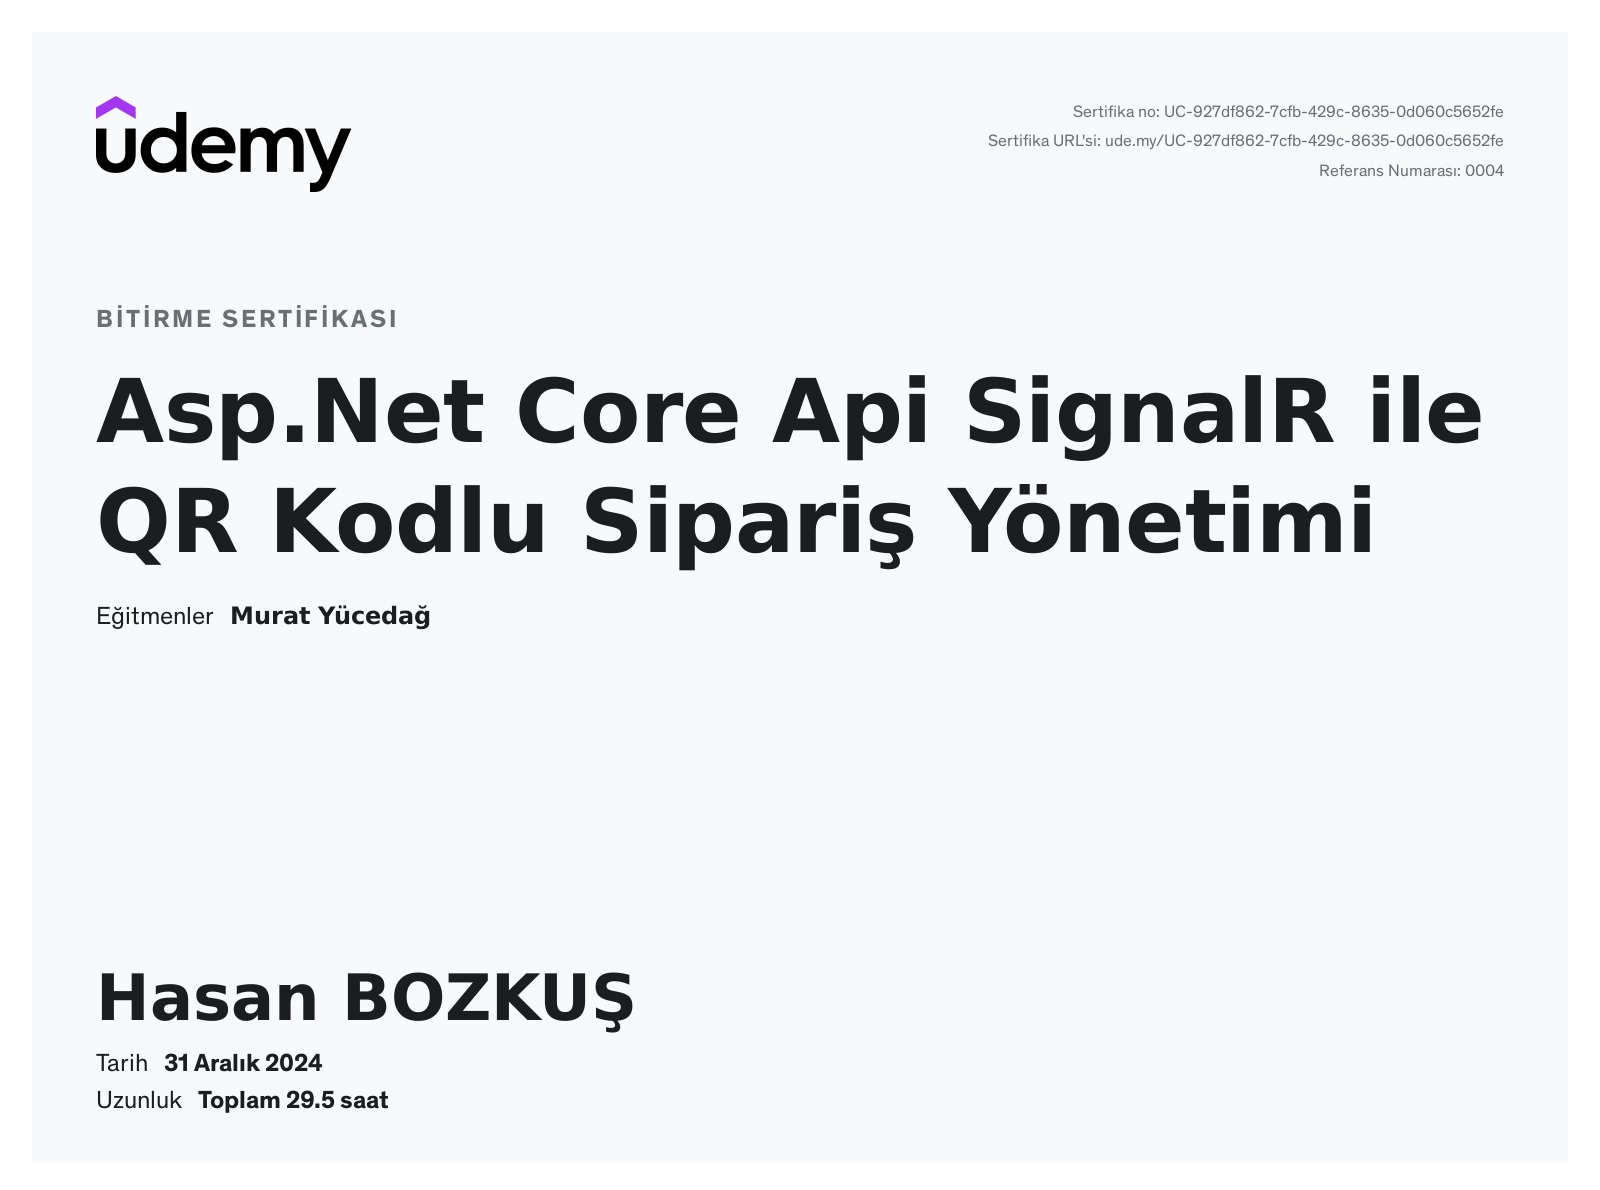 udemy
Sertifika no: UC-927df862-7cfb-429c-8635-0d060c5652fe
Sertifika URL'si: ude.my/UC-927df862-7cfb-429c-8635-0d060c5652fe
Referans Numarası: 0004
BİTİRME SERTİFİKASI
Asp.Net Core Api SignalR ile
QR Kodlu Sipariş Yönetimi
Eğitmenler Murat Yücedağ
Hasan BOZKUŞ
Tarih 31 Aralık 2024
Uzunluk Toplam 29.5 saat